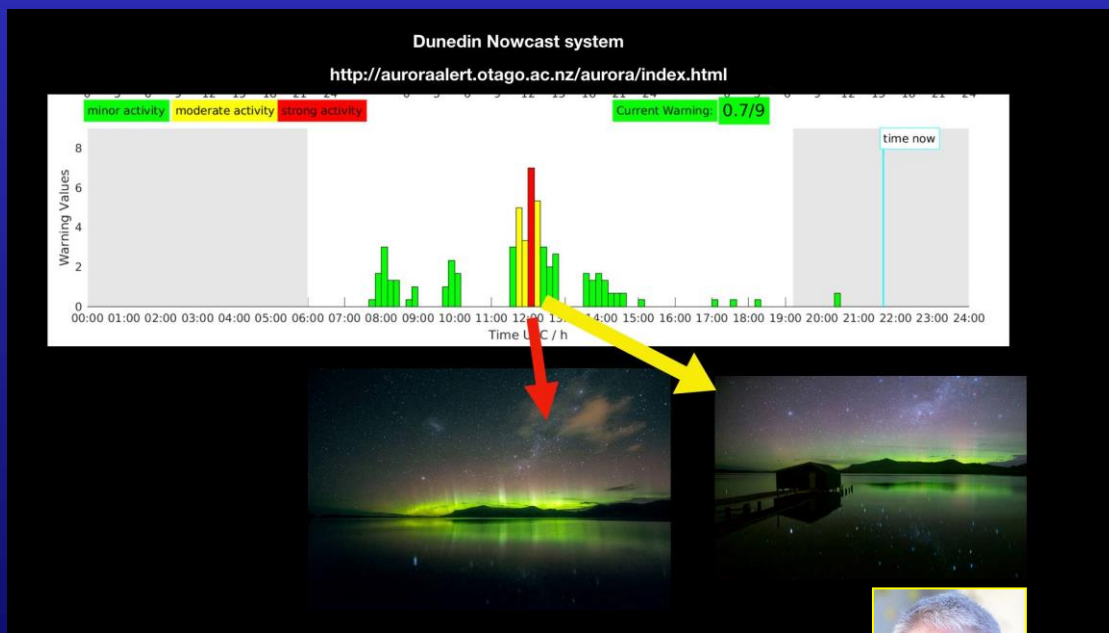 Dunedin Nowcast system
http://auroraalert.otago.ac.nz/aurora/index.html
minor activity moderate activity strong activity Current Warning: 0.7/9
time now
8
6
4
2
0
Warning Values
00:00 01:00 02:00 03:00 04:00 05:00 06:00 07:00 08:00 09:00 10:00 11:00 12:00 14:00 15:00 16:00 17:00 18:00 19:00 20:00 21:00 22:00 23:00 24:00
Time / h